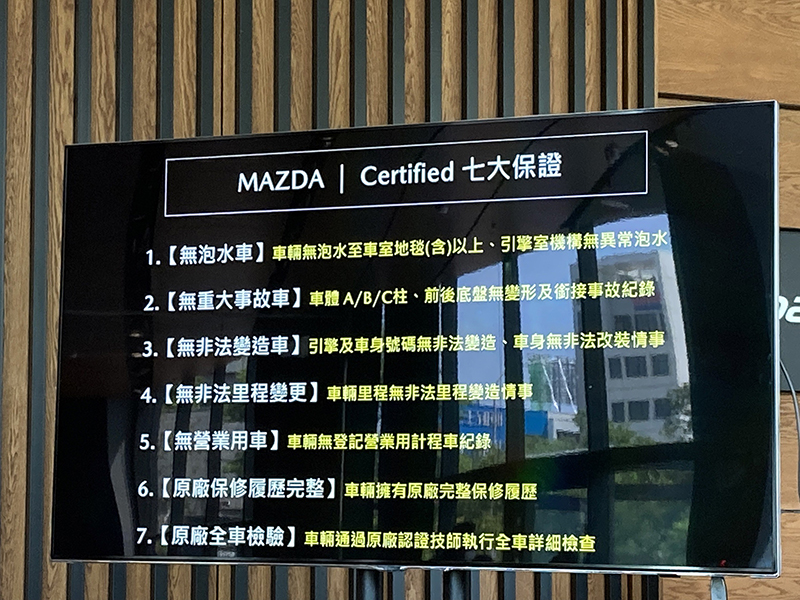 MAZDA | Certified 七大保證
1.【無泡水車】車輛無泡水至車室地毯(含)以上、引擎室機構無異常泡水
2.【無重大事故車】車體 A/B/C柱、前後底盤無變形及銜接事故紀錄
3.【無非法變造車】引擎及車身號碼無非法變造、車身無非法改裝情事
4.【無非法里程變更】車輛里程無非法里程變造情事
5.【無營業用車】車輛無登記營業用計程車紀錄
6.【原廠保修履歷完整】車輛擁有原廠完整保修履歷
7.【原廠全車檢驗】車輛通過原廠認證技師執行全車詳細檢查